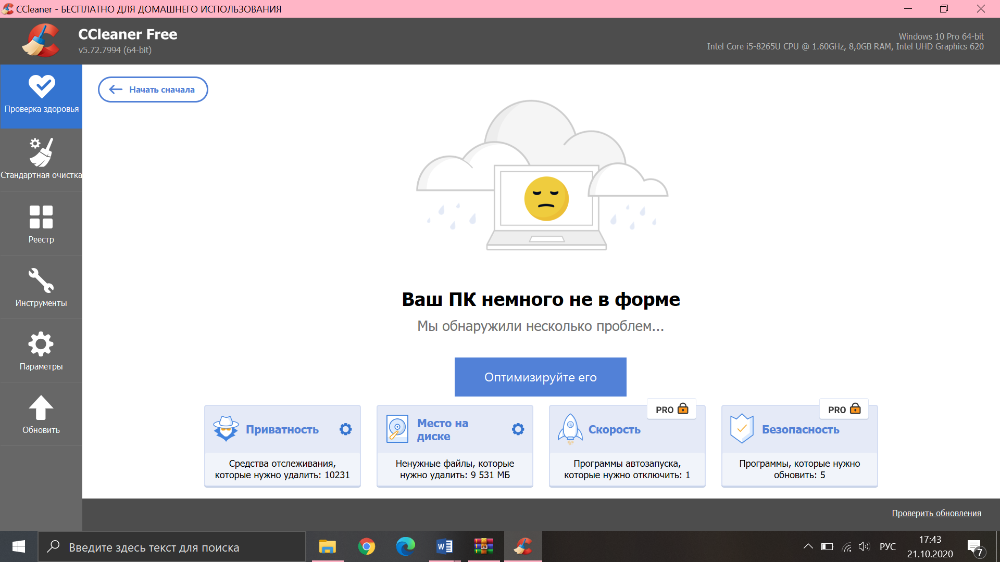 CCleaner - БЕСПЛАТНО ДЛЯ ДОМАШНЕГО ИСПОЛЬЗОВАНИЯ
CCleaner Free
v5.72.7994 (64-bit)
Windows 10 Pro 64-bit
Intel Core i5-8265U CPU @ 1.60GHz, 8,0GB RAM, Intel UHD Graphics 620
Проверка здоровья
Стандартная очистка
Реестр
Инструменты
Параметры
Обновить
Начать сначала
Ваш ПК немного не в форме
Мы обнаружили несколько проблем...
Оптимизируйте его
Приватность
Средства отслеживания,
которые нужно удалить: 10231
Место на
диске
Ненужные файлы, которые
нужно удалить: 9 531 МБ
PRO
Скорость
Программы автозапуска,
которые нужно отключить: 1
PRO
Безопасность
Программы, которые нужно
обновить: 5
Проверить обновления
Введите здесь текст для поиска
W
РУС
17:43
21.10.2020
7